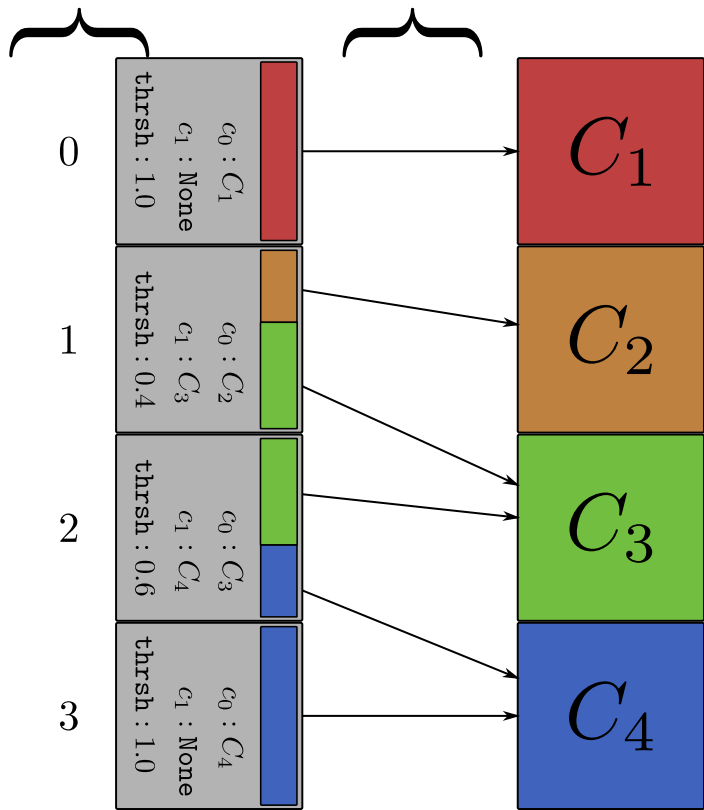 0
c₀ : C₁
c₁ : None
thrsh : 1.0
C₁
1
c₀ : C₂
c₁ : C₃
thrsh : 0.4
C₂
2
c₀ : C₃
c₁ : C₄
thrsh : 0.6
C₃
3
c₀ : C₄
c₁ : None
thrsh : 1.0
C₄